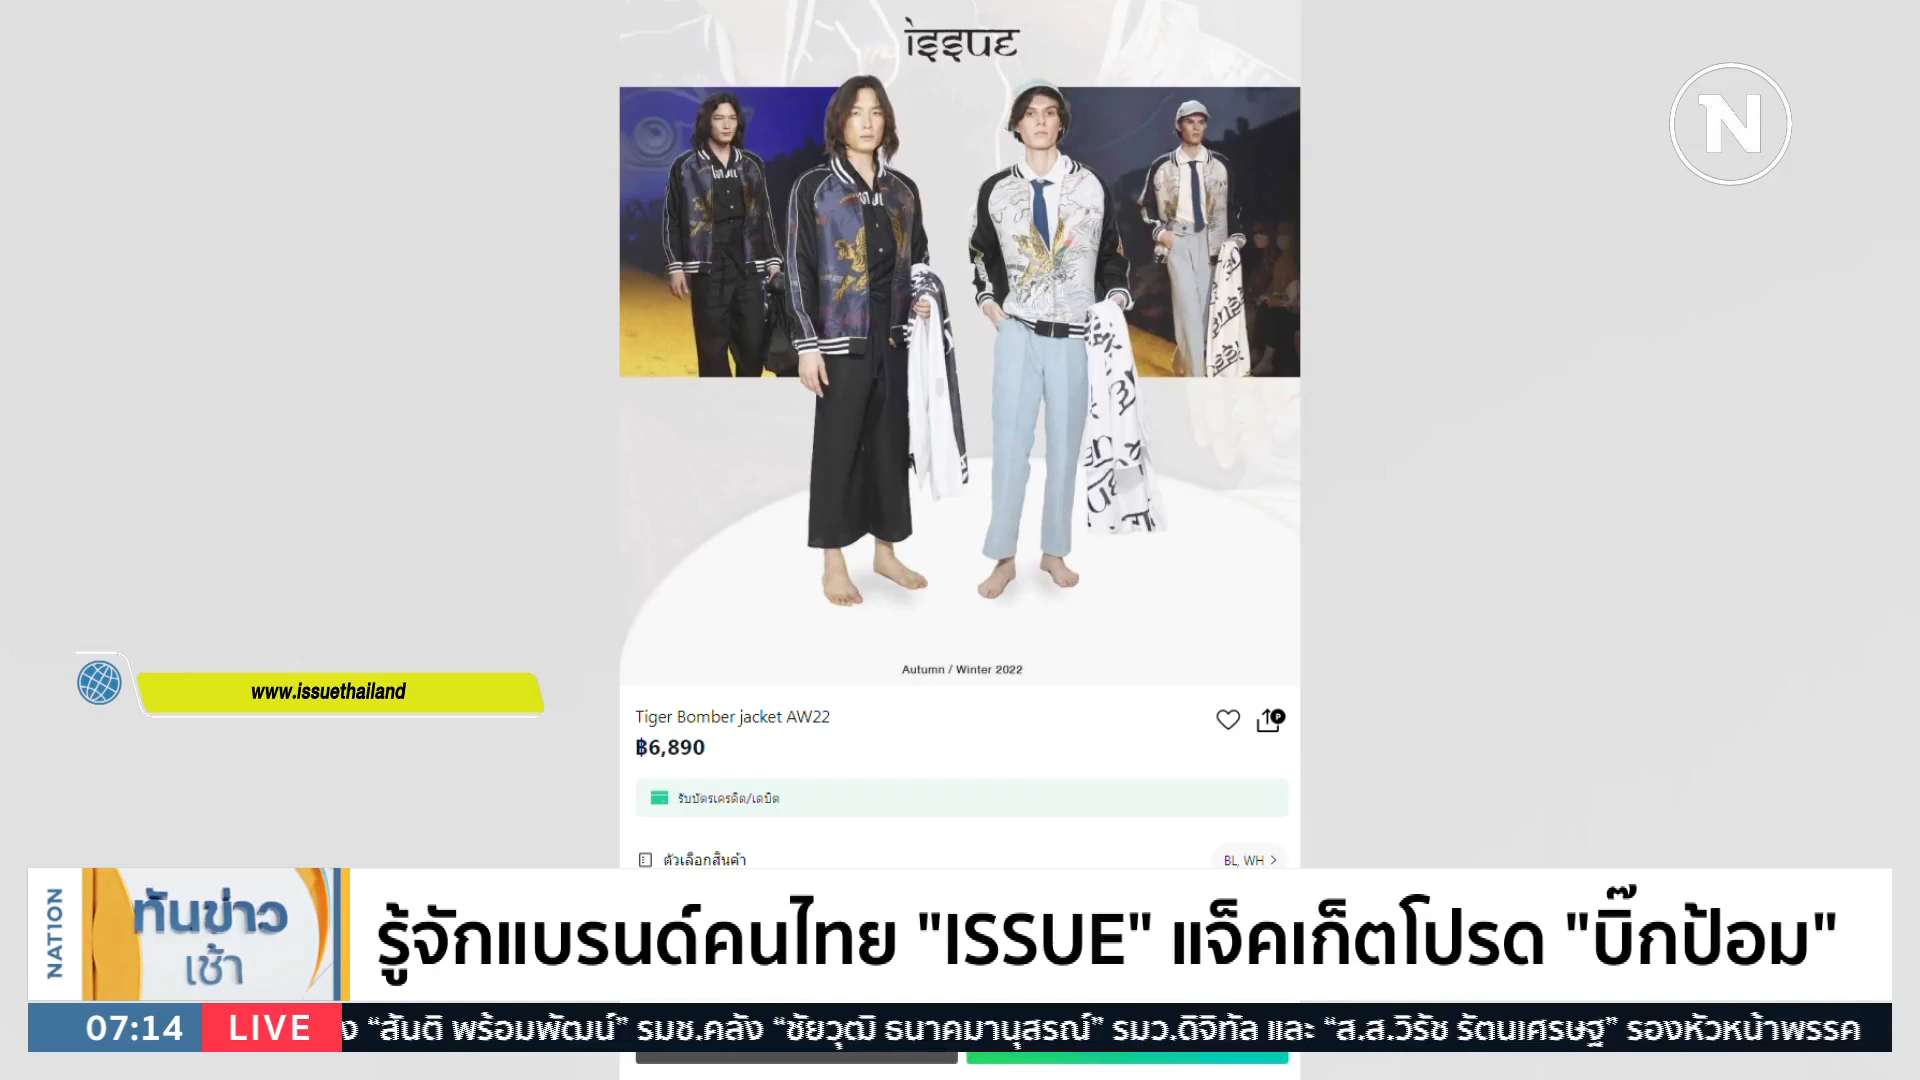 issue
N
Autumn / Winter 2022
www.issuethailand
Tiger Bomber jacket AW22
฿6,890
รับบัตรเครดิต/เดบิต
ตัวเลือกสินค้า
BL, WH
NATION
ทันข่าว
เช้า
รู้จักแบรนด์คนไทย "ISSUE" แจ็คเก็ตโปรด "บิ๊กป้อม"
07:14
LIVE
ง “สันติ พร้อมพัฒน์” รมช.คลัง “ชัยวุฒิ ธนาคมานุสรณ์” รมว.ดิจิทัล และ “ส.ส.วิรัช รัตนเศรษฐ” รองหัวหน้าพรรค